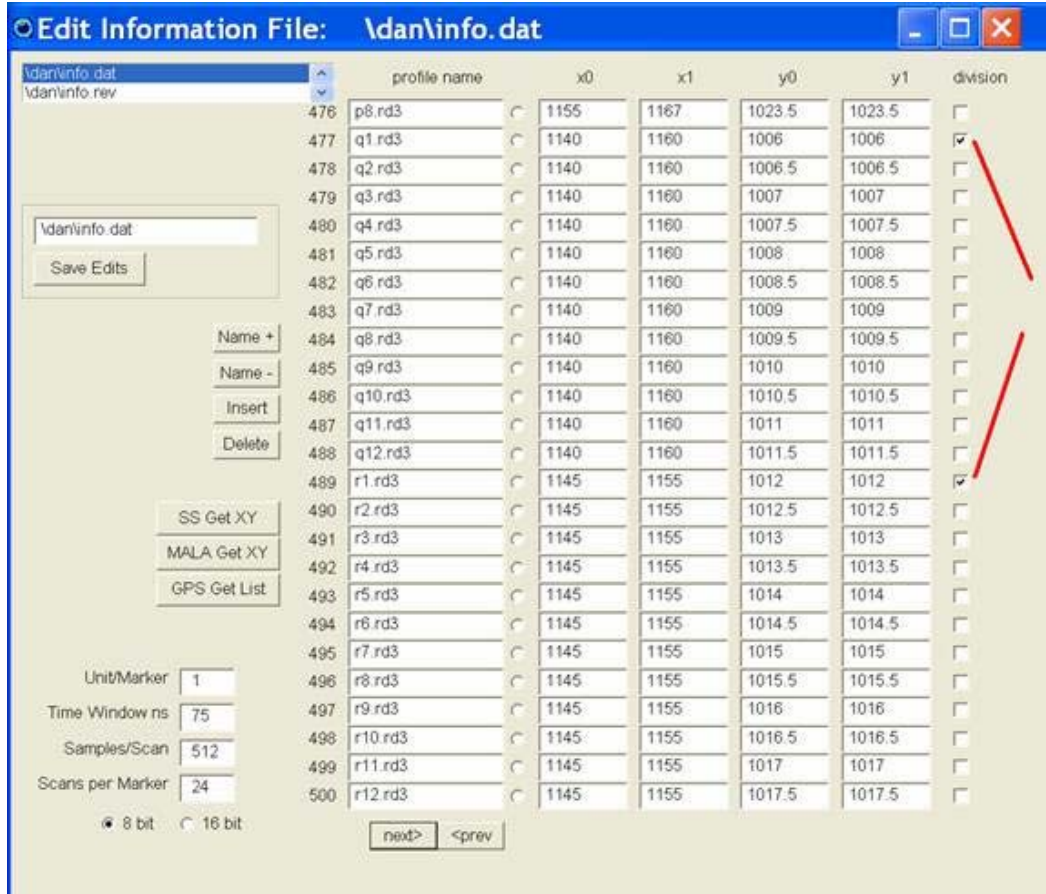 Edit Information File: \dan\info.dat
\dan\info.dat
\dan\info.rev
profile name x0 x1 y0 y1 division
476 p8.rd3 1155 1167 1023.5 1023.5
477 q1.rd3 1140 1160 1006 1006
478 q2.rd3 1140 1160 1006.5 1006.5
479 q3.rd3 1140 1160 1007 1007
480 q4.rd3 1140 1160 1007.5 1007.5
481 q5.rd3 1140 1160 1008 1008
482 q6.rd3 1140 1160 1008.5 1008.5
483 q7.rd3 1140 1160 1009 1009
484 q8.rd3 1140 1160 1009.5 1009.5
485 q9.rd3 1140 1160 1010 1010
486 q10.rd3 1140 1160 1010.5 1010.5
487 q11.rd3 1140 1160 1011 1011
488 q12.rd3 1140 1160 1011.5 1011.5
489 r1.rd3 1145 1155 1012 1012
490 r2.rd3 1145 1155 1012.5 1012.5
491 r3.rd3 1145 1155 1013 1013
492 r4.rd3 1145 1155 1013.5 1013.5
493 r5.rd3 1145 1155 1014 1014
494 r6.rd3 1145 1155 1014.5 1014.5
495 r7.rd3 1145 1155 1015 1015
496 r8.rd3 1145 1155 1015.5 1015.5
497 r9.rd3 1145 1155 1016 1016
498 r10.rd3 1145 1155 1016.5 1016.5
499 r11.rd3 1145 1155 1017 1017
500 r12.rd3 1145 1155 1017.5 1017.5
\dan\info.dat
Save Edits
Name +
Name -
Insert
Delete
SS Get XY
MALA Get XY
GPS Get List
Unit/Marker 1
Time Window ns 75
Samples/Scan 512
Scans per Marker 24
8 bit 16 bit
next> <prev